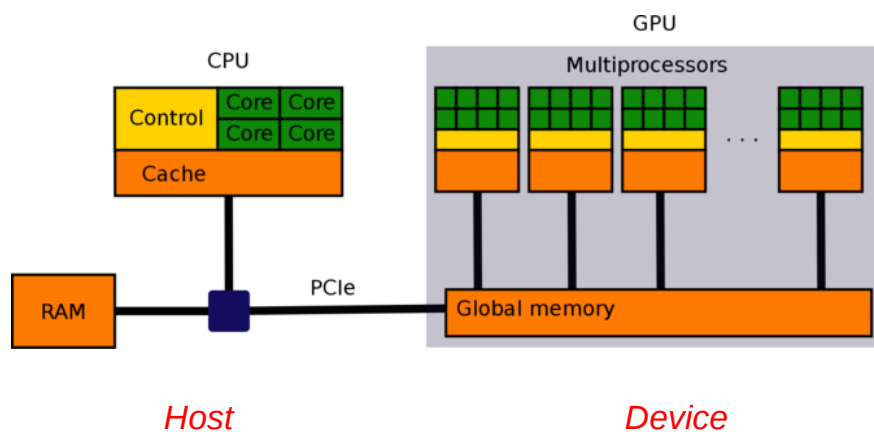 GPU
CPU
Multiprocessors
Control
Core Core
Core Core
. . .
Cache
PCIe
RAM
Global memory
Host
Device